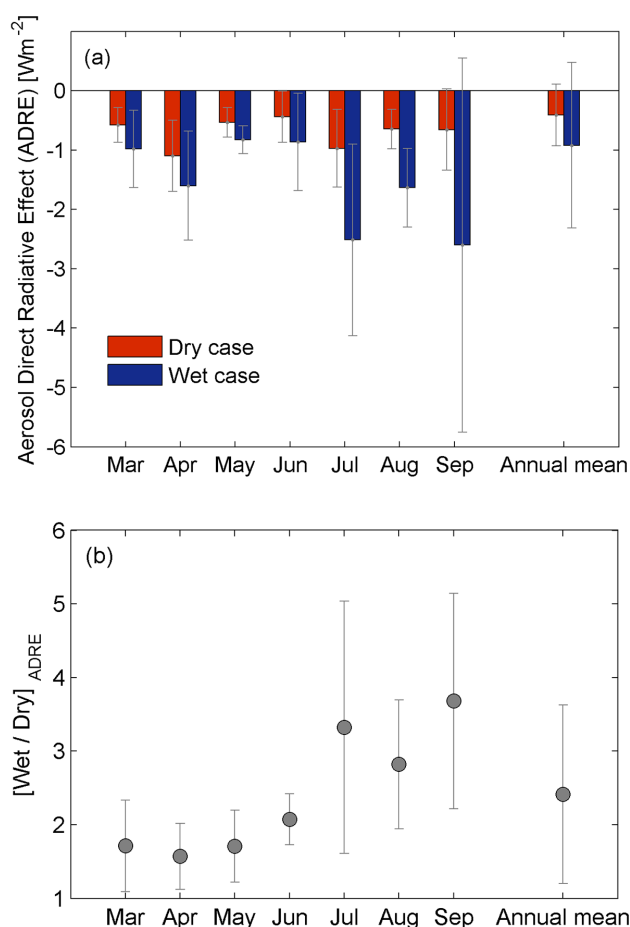 (a)
Aerosol Direct Radiative Effect (ADRE) [Wm⁻²]
0
-1
-2
-3
-4
-5
-6
Dry case
Wet case
Mar Apr May Jun Jul Aug Sep Annual mean
(b)
[Wet / Dry] ADRE
6
5
4
3
2
1
Mar Apr May Jun Jul Aug Sep Annual mean